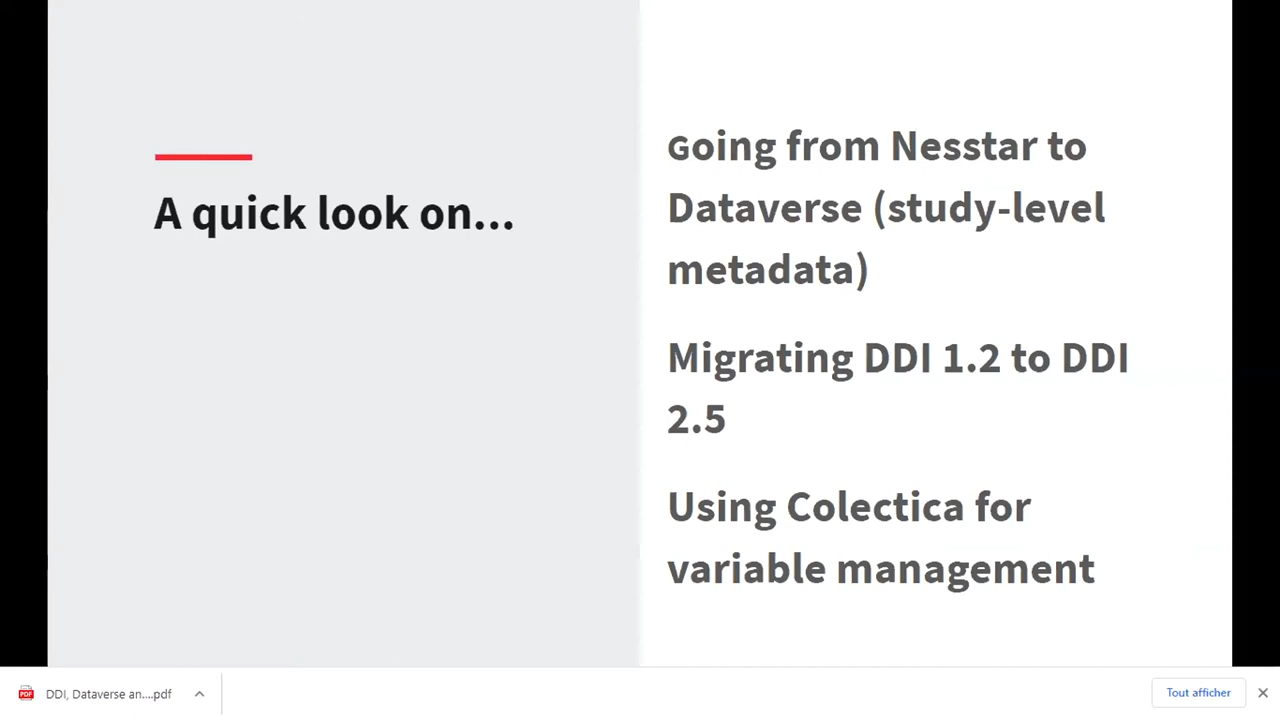 A quick look on...
Going from Nesstar to
Dataverse (study-level
metadata)
Migrating DDI 1.2 to DDI
2.5
Using Colectica for
variable management
PDF
DDI, Dataverse an....pdf
Tout afficher